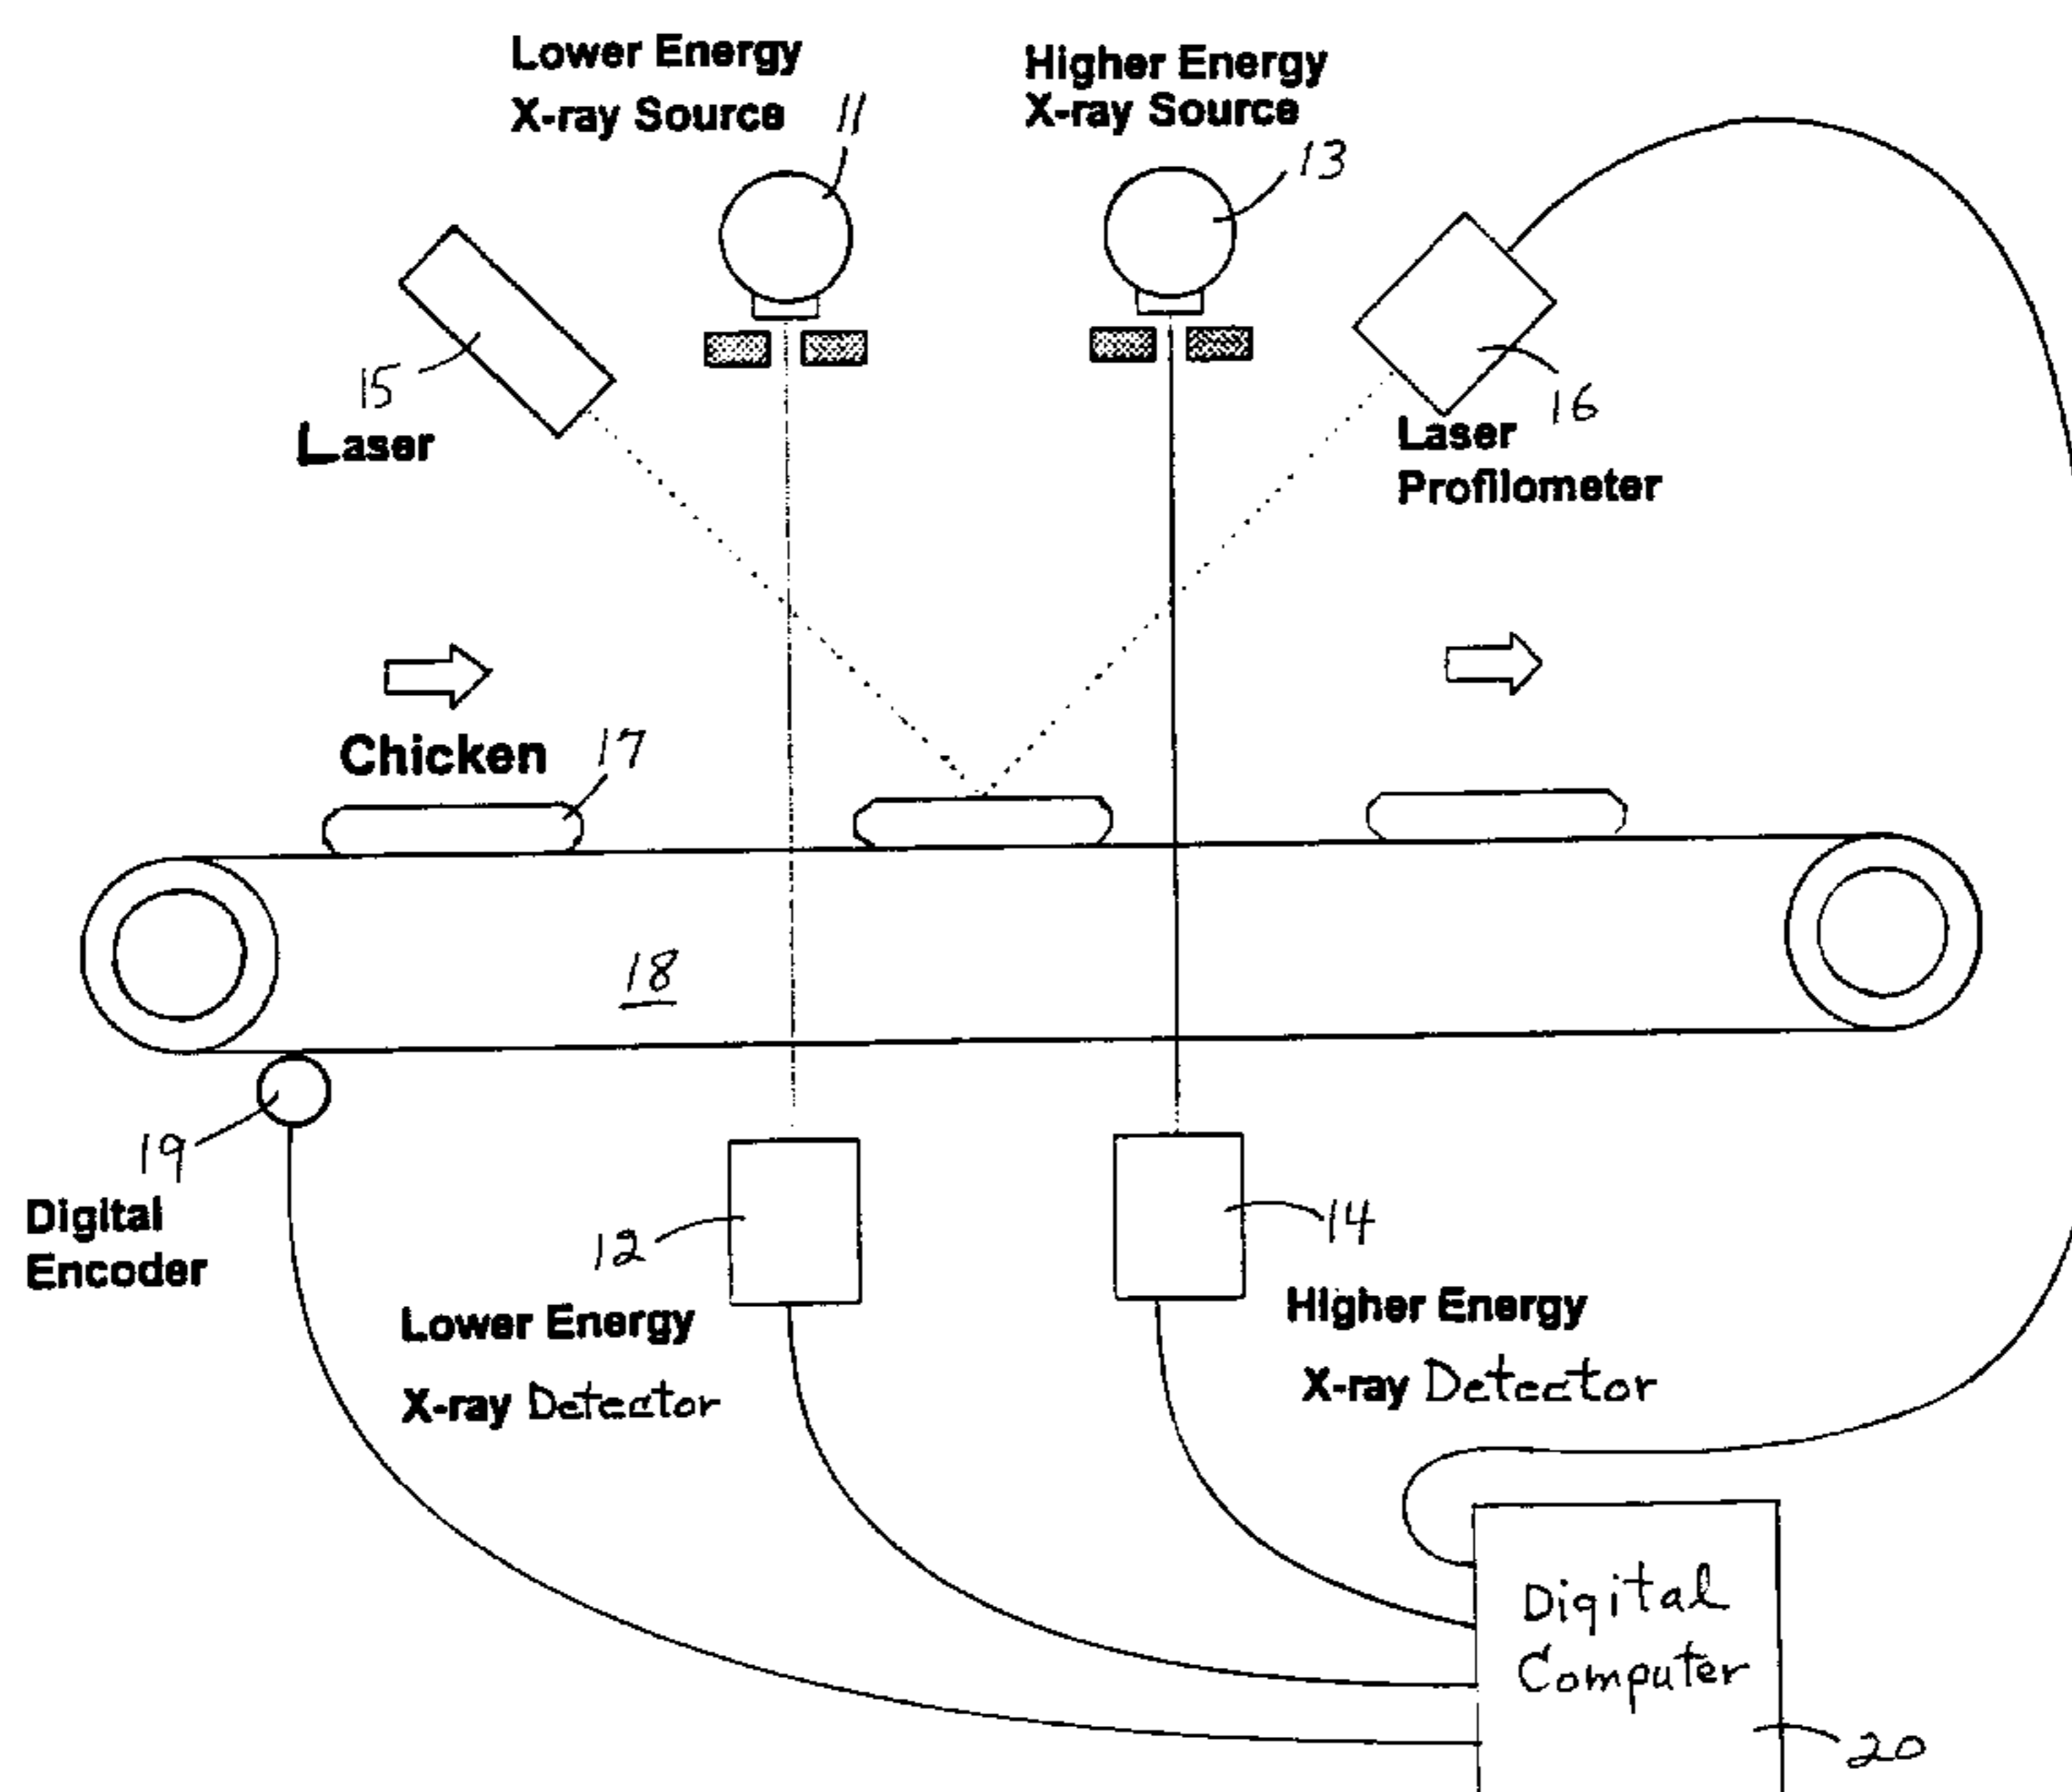 Lower Energy
X-ray Source
11
Higher Energy
X-ray Source
13
15
Laser
16
Laser
Profilometer
Chicken
17
18
19
Digital
Encoder
12
Lower Energy
X-ray Detector
14
Higher Energy
X-ray Detector
Digital
Computer
20